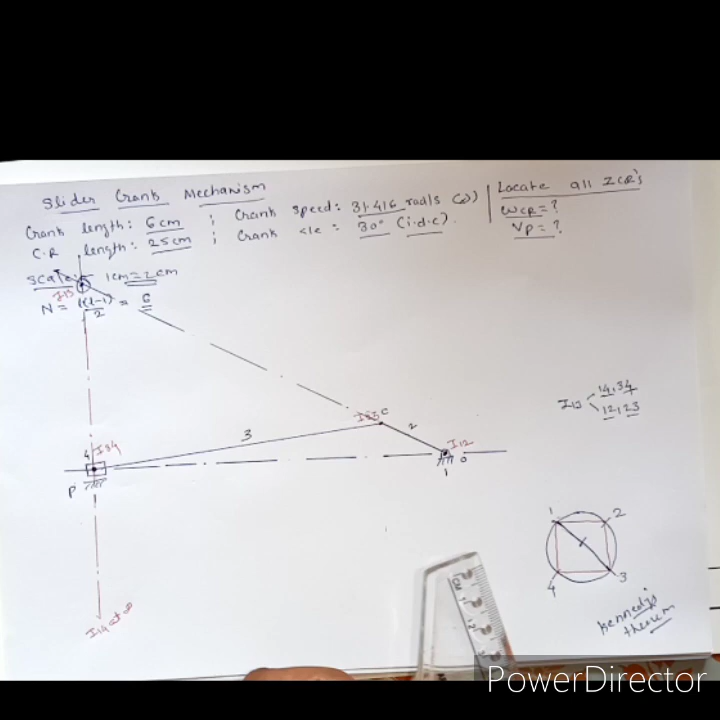 Slider Crank Mechanism
Crank length: 6cm ; Crank speed: 31.416 rad/s (ω)
C.R length: 25cm ; Crank <le: 30° (i.d.c).
Locate all ICR's
ωCR = ?
Vp = ?
Scale:- 1cm = 2cm
I13
N = = 6
I23 C
2
3
I12
O
1
4 I34
P
I14 at ∞
I13 14,34
12,23
1 2
4 3
Kennedy's
theorem
PowerDirector